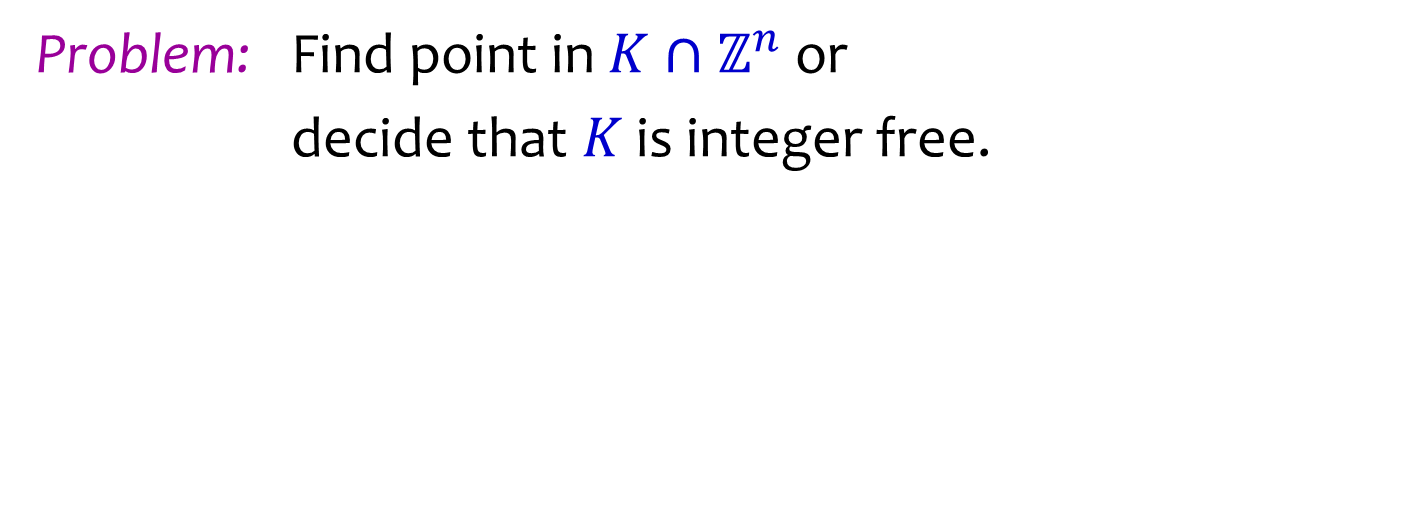 Problem: Find point in K ∩ ℤⁿ or
decide that K is integer free.